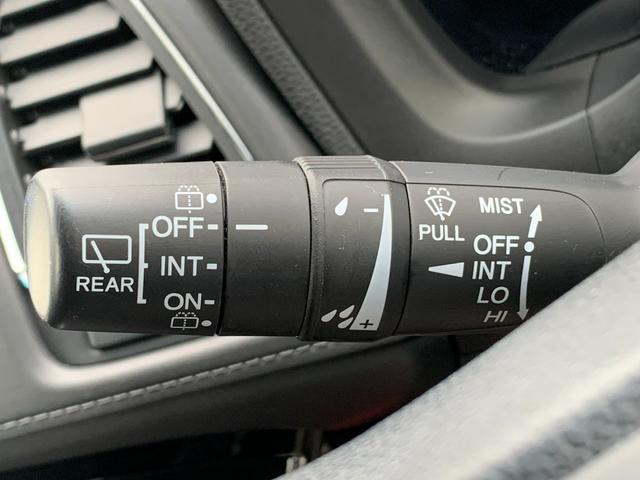 REAR
OFF
INT
ON
−
+
PULL
MIST
OFF
INT
LO
HI